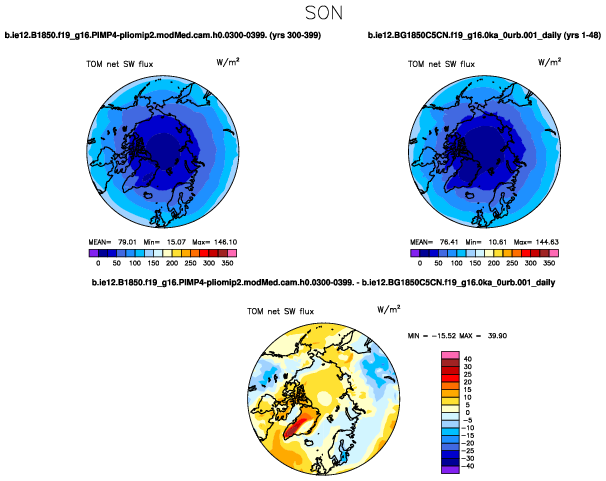 SON
b.ie12.B1850.f19_g16.PIMP4-pliomip2.modMed.cam.h0.0300-0399. (yrs 300-399)
b.ie12.BG1850C5CN.f19_g16.0ka_0urb.001_daily (yrs 1-48)
TOM net SW flux W/m²
TOM net SW flux W/m²
MEAN= 79.01 Min= 15.07 Max= 146.10
MEAN= 76.41 Min= 10.61 Max= 144.63
0 50 100 150 200 250 300 350
0 50 100 150 200 250 300 350
b.ie12.B1850.f19_g16.PIMP4-pliomip2.modMed.cam.h0.0300-0399. - b.ie12.BG1850C5CN.f19_g16.0ka_0urb.001_daily
TOM net SW flux W/m²
MIN = -15.52 MAX = 39.90
40
30
25
20
15
10
5
0
-5
-10
-15
-20
-25
-30
-40